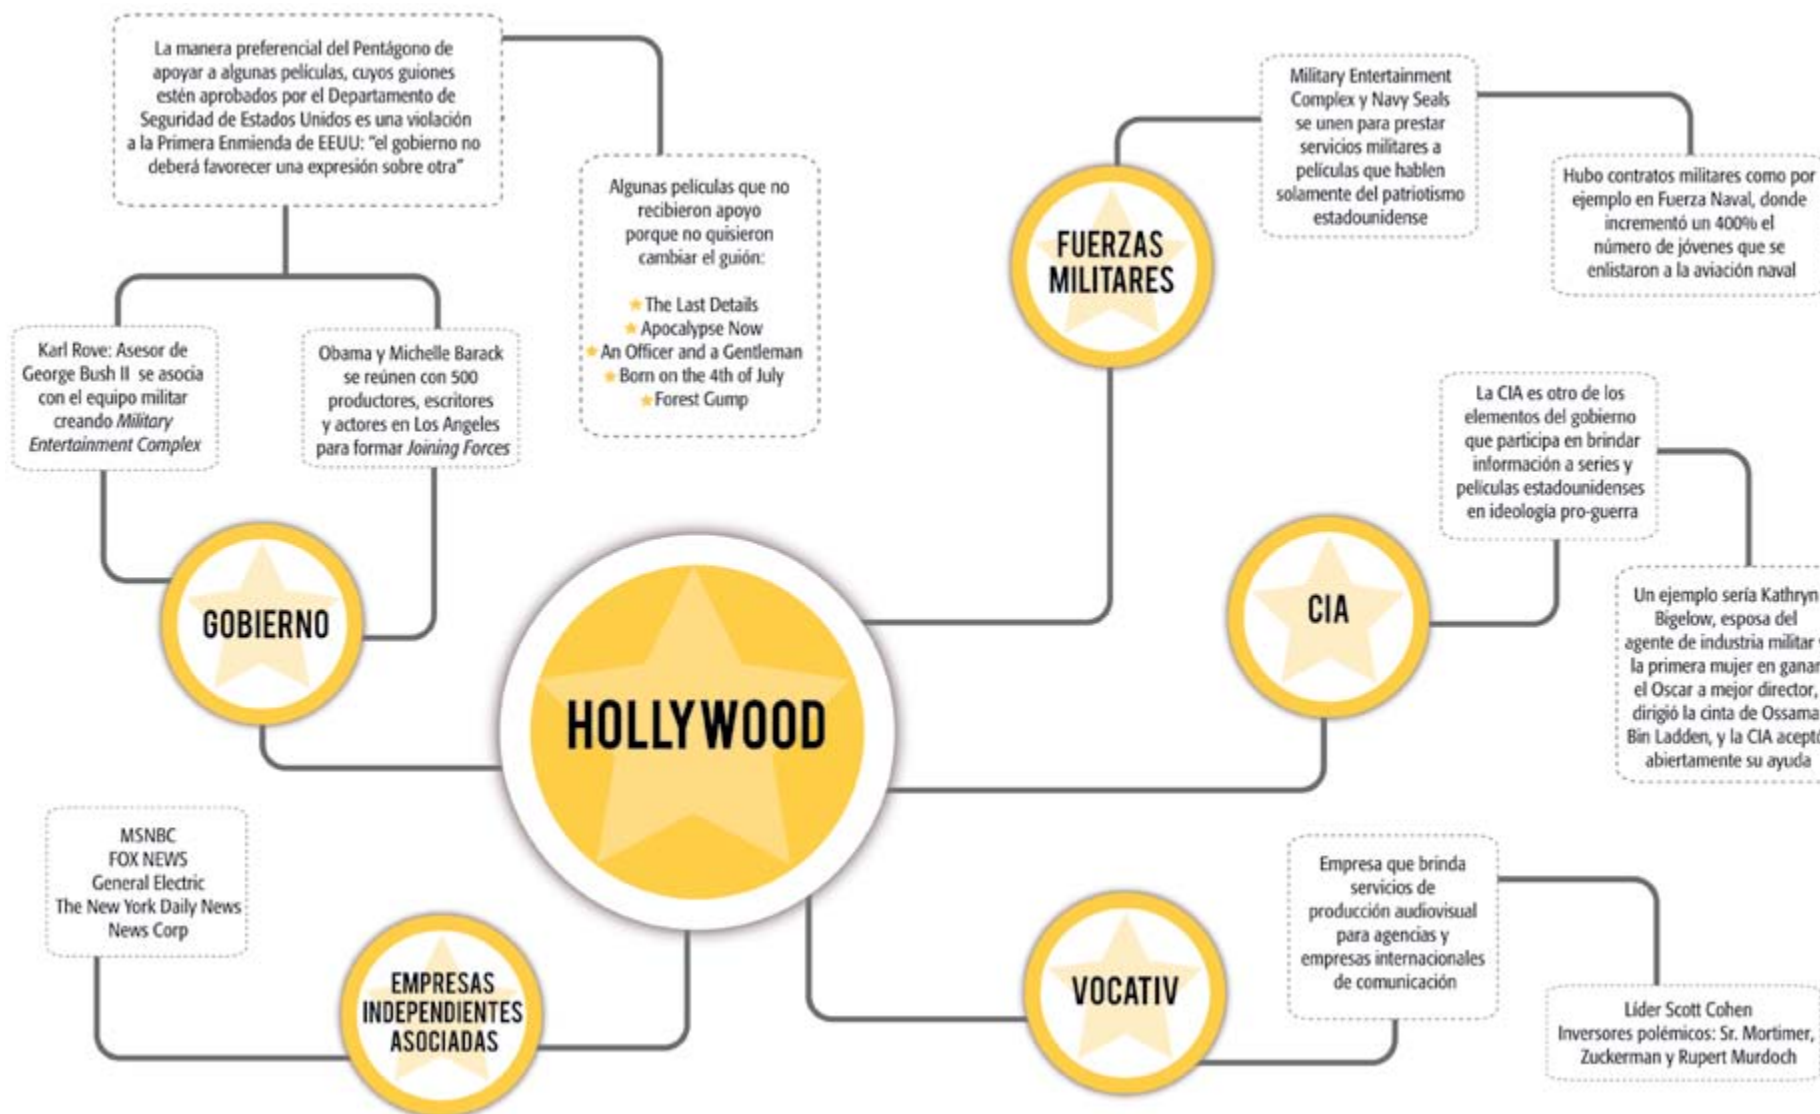 La manera preferencial del Pentágono de
apoyar a algunas películas, cuyos guiones
estén aprobados por el Departamento de
Seguridad de Estados Unidos es una violación
a la Primera Enmienda de EEUU: "el gobierno no
deberá favorecer una expresión sobre otra"
Algunas películas que no
recibieron apoyo
porque no quisieron
cambiar el guión:
The Last Details
Apocalypse Now
An Officer and a Gentleman
Born on the 4th of July
Forest Gump
Karl Rove: Asesor de
George Bush II se asocia
con el equipo militar
creando Military
Entertainment Complex
Obama y Michelle Barack
se reúnen con 500
productores, escritores
y actores en Los Angeles
para formar Joining Forces
GOBIERNO
HOLLYWOOD
FUERZAS
MILITARES
Military Entertainment
Complex y Navy Seals
se unen para prestar
servicios militares a
películas que hablen
solamente del patriotismo
estadounidense
Hubo contratos militares como por
ejemplo en Fuerza Naval, donde
incrementó un 400% el
número de jóvenes que se
enlistaron a la aviación naval
CIA
La CIA es otro de los
elementos del gobierno
que participa en brindar
información a series y
películas estadounidenses
en ideología pro-guerra
Un ejemplo sería Kathryn
Bigelow, esposa del
agente de industria militar
la primera mujer en ganar
el Oscar a mejor director,
dirigió la cinta de Ossama
Bin Ladden, y la CIA aceptó
abiertamente su ayuda
MSNBC
FOX NEWS
General Electric
The New York Daily News
News Corp
EMPRESAS
INDEPENDIENTES
ASOCIADAS
VOCATIV
Empresa que brinda
servicios de
producción audiovisual
para agencias y
empresas internacionales
de comunicación
Líder Scott Cohen
Inversores polémicos: Sr. Mortimer,
Zuckerman y Rupert Murdoch